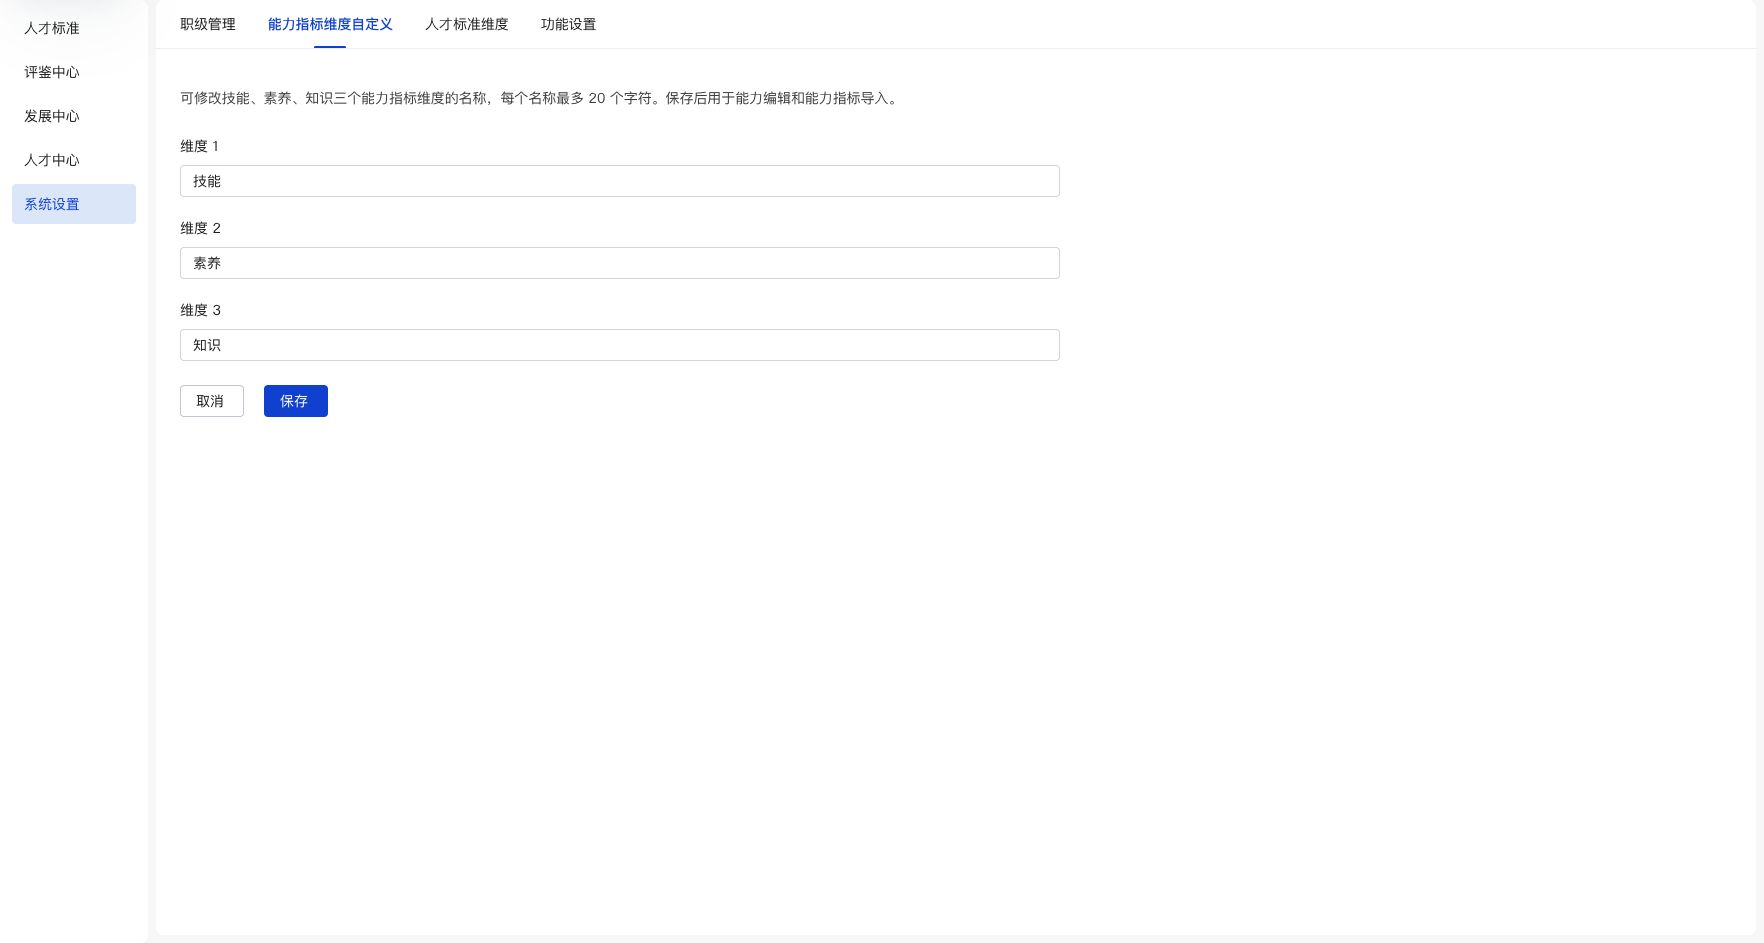 人才标准
评鉴中心
发展中心
人才中心
系统设置
职级管理 能力指标维度自定义 人才标准维度 功能设置
可修改技能、素养、知识三个能力指标维度的名称，每个名称最多 20 个字符。保存后用于能力编辑和能力指标导入。
维度 1
技能
维度 2
素养
维度 3
知识
取消 保存